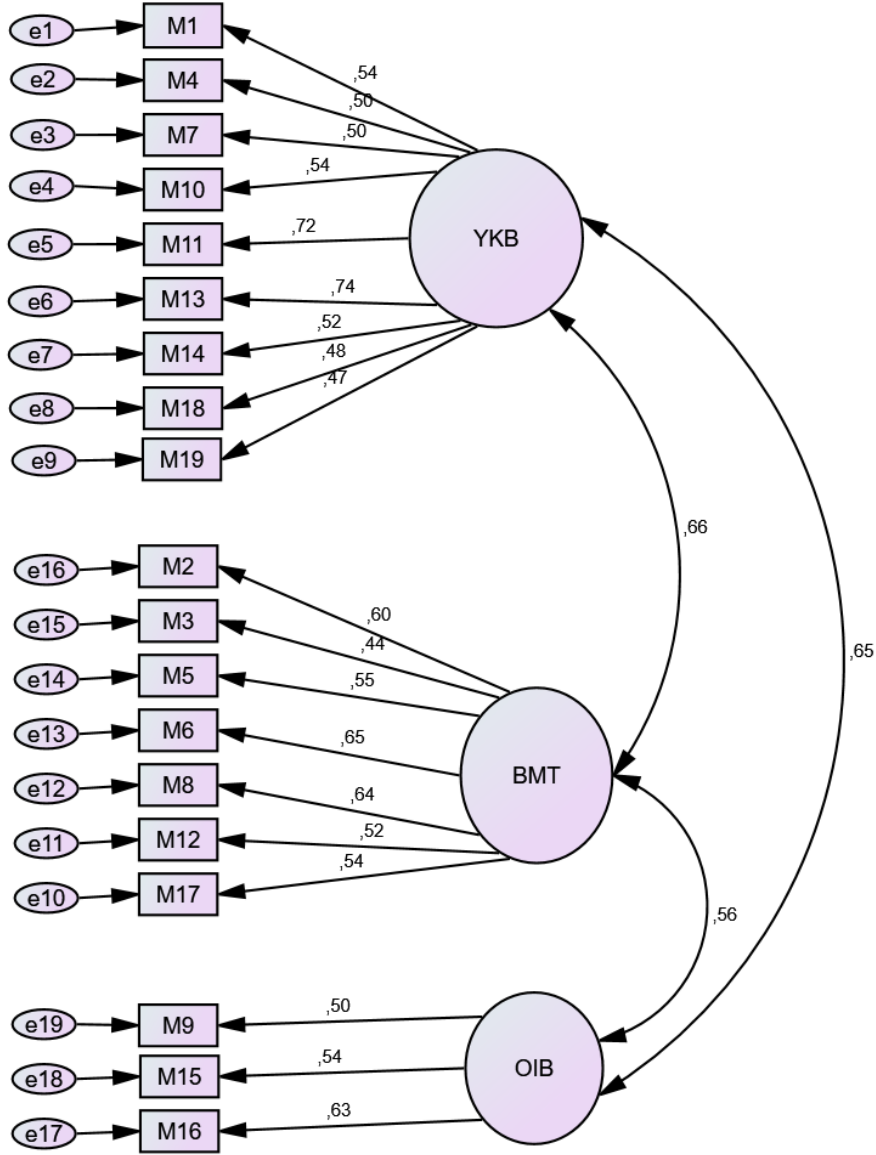 e1 M1
,54
e2 M4
,50
e3 M7
,50
e4 M10
,54
e5 M11
,72
YKB
e6 M13
,74
e7 M14
,52
e8 M18
,48
e9 M19
,47
,66
e16 M2
,60
e15 M3
,44
e14 M5
,55
,65
e13 M6
,65
BMT
e12 M8
,64
e11 M12
,52
e10 M17
,54
,56
e19 M9
,50
e18 M15
,54
OIB
e17 M16
,63